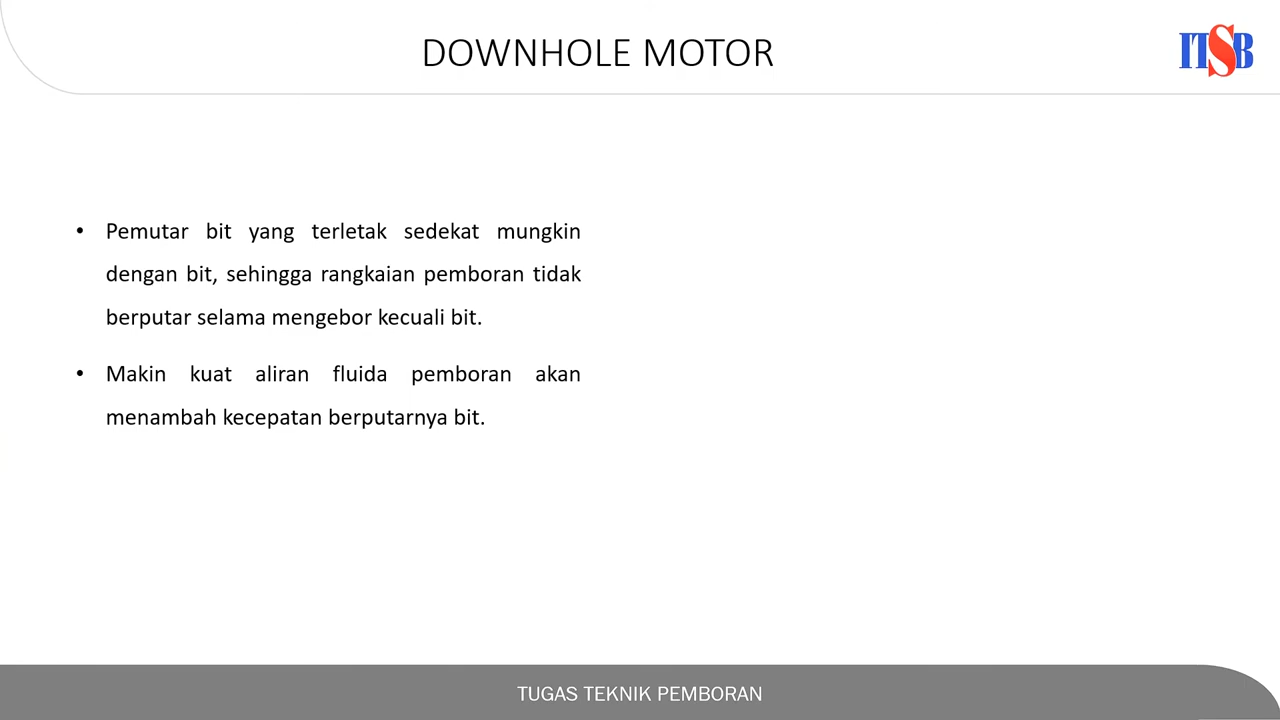 DOWNHOLE MOTOR
ITSB
• Pemutar bit yang terletak sedekat mungkin
dengan bit, sehingga rangkaian pemboran tidak
berputar selama mengebor kecuali bit.
• Makin kuat aliran fluida pemboran akan
menambah kecepatan berputarnya bit.
TUGAS TEKNIK PEMBORAN